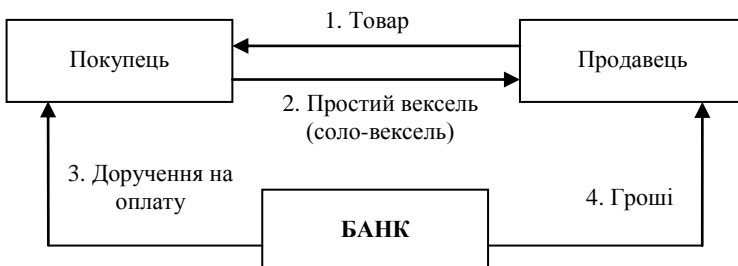 1. Товар
Покупець
Продавець
2. Простий вексель
(соло-вексель)
3. Доручення на
оплату
4. Гроші
БАНК